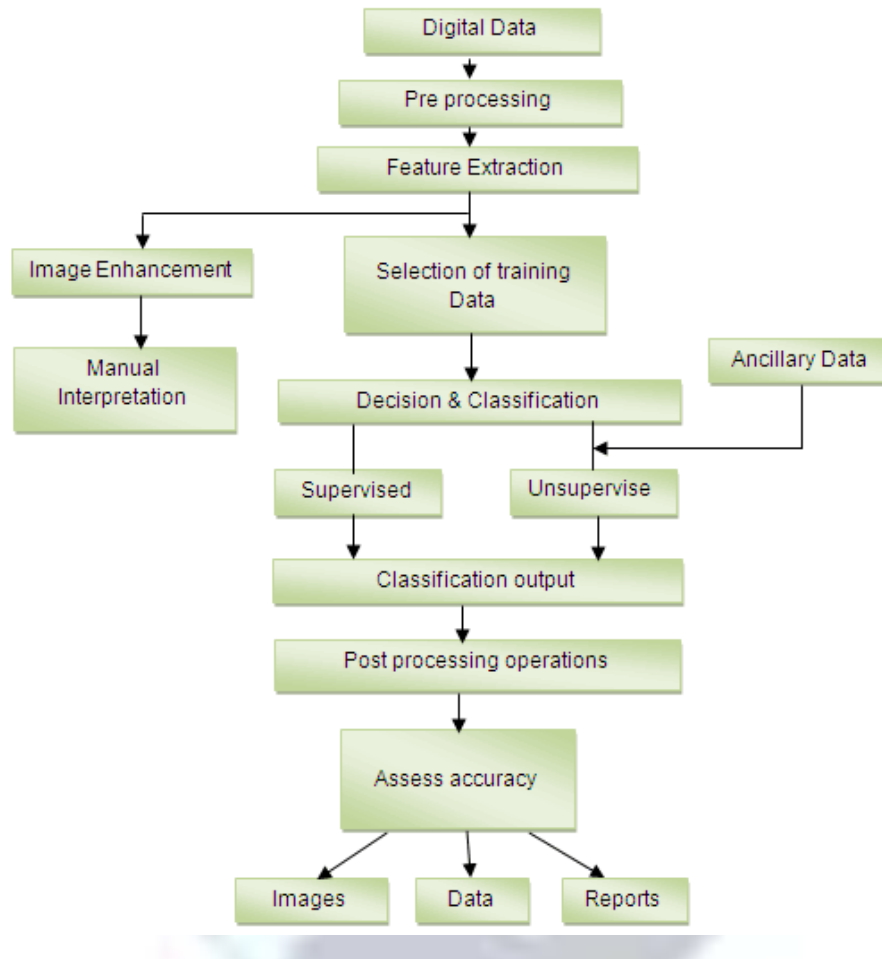 Digital Data
Pre processing
Feature Extraction
Image Enhancement
Selection of training
Data
Manual
Interpretation
Ancillary Data
Decision & Classification
Supervised
Unsupervise
Classification output
Post processing operations
Assess accuracy
Images
Data
Reports